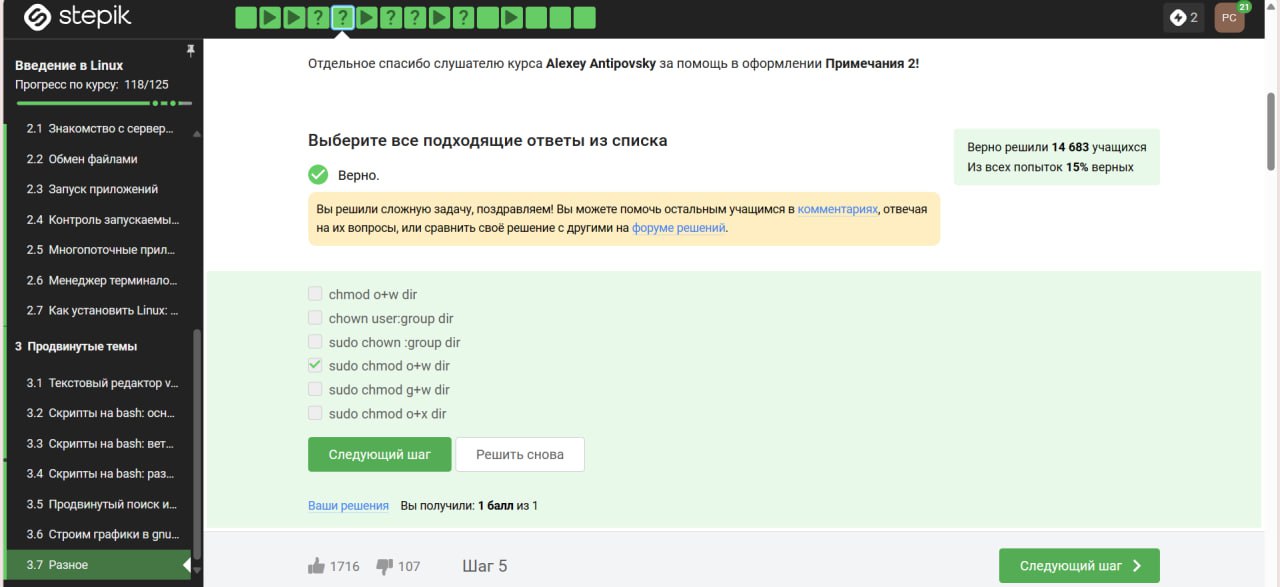 stepik
2
РС
21
Введение в Linux
Прогресс по курсу: 118/125
2.1 Знакомство с сервер...
2.2 Обмен файлами
2.3 Запуск приложений
2.4 Контроль запускаемы...
2.5 Многопоточные прил...
2.6 Менеджер терминало...
2.7 Как установить Linux: ...
3 Продвинутые темы
3.1 Текстовый редактор v...
3.2 Скрипты на bash: осн...
3.3 Скрипты на bash: вет...
3.4 Скрипты на bash: раз...
3.5 Продвинутый поиск и...
3.6 Строим графики в gnu...
3.7 Разное
Отдельное спасибо слушателю курса Alexey Antipovsky за помощь в оформлении Примечания 2!
Выберите все подходящие ответы из списка
Верно.
Вы решили сложную задачу, поздравляем! Вы можете помочь остальным учащимся в комментариях, отвечая
на их вопросы, или сравнить своё решение с другими на форуме решений.
Верно решили 14 683 учащихся
Из всех попыток 15% верных
chmod o+w dir
chown user:group dir
sudo chown :group dir
sudo chmod o+w dir
sudo chmod g+w dir
sudo chmod o+x dir
Следующий шаг
Решить снова
Ваши решения Вы получили: 1 балл из 1
1716
107
Шаг 5
Следующий шаг